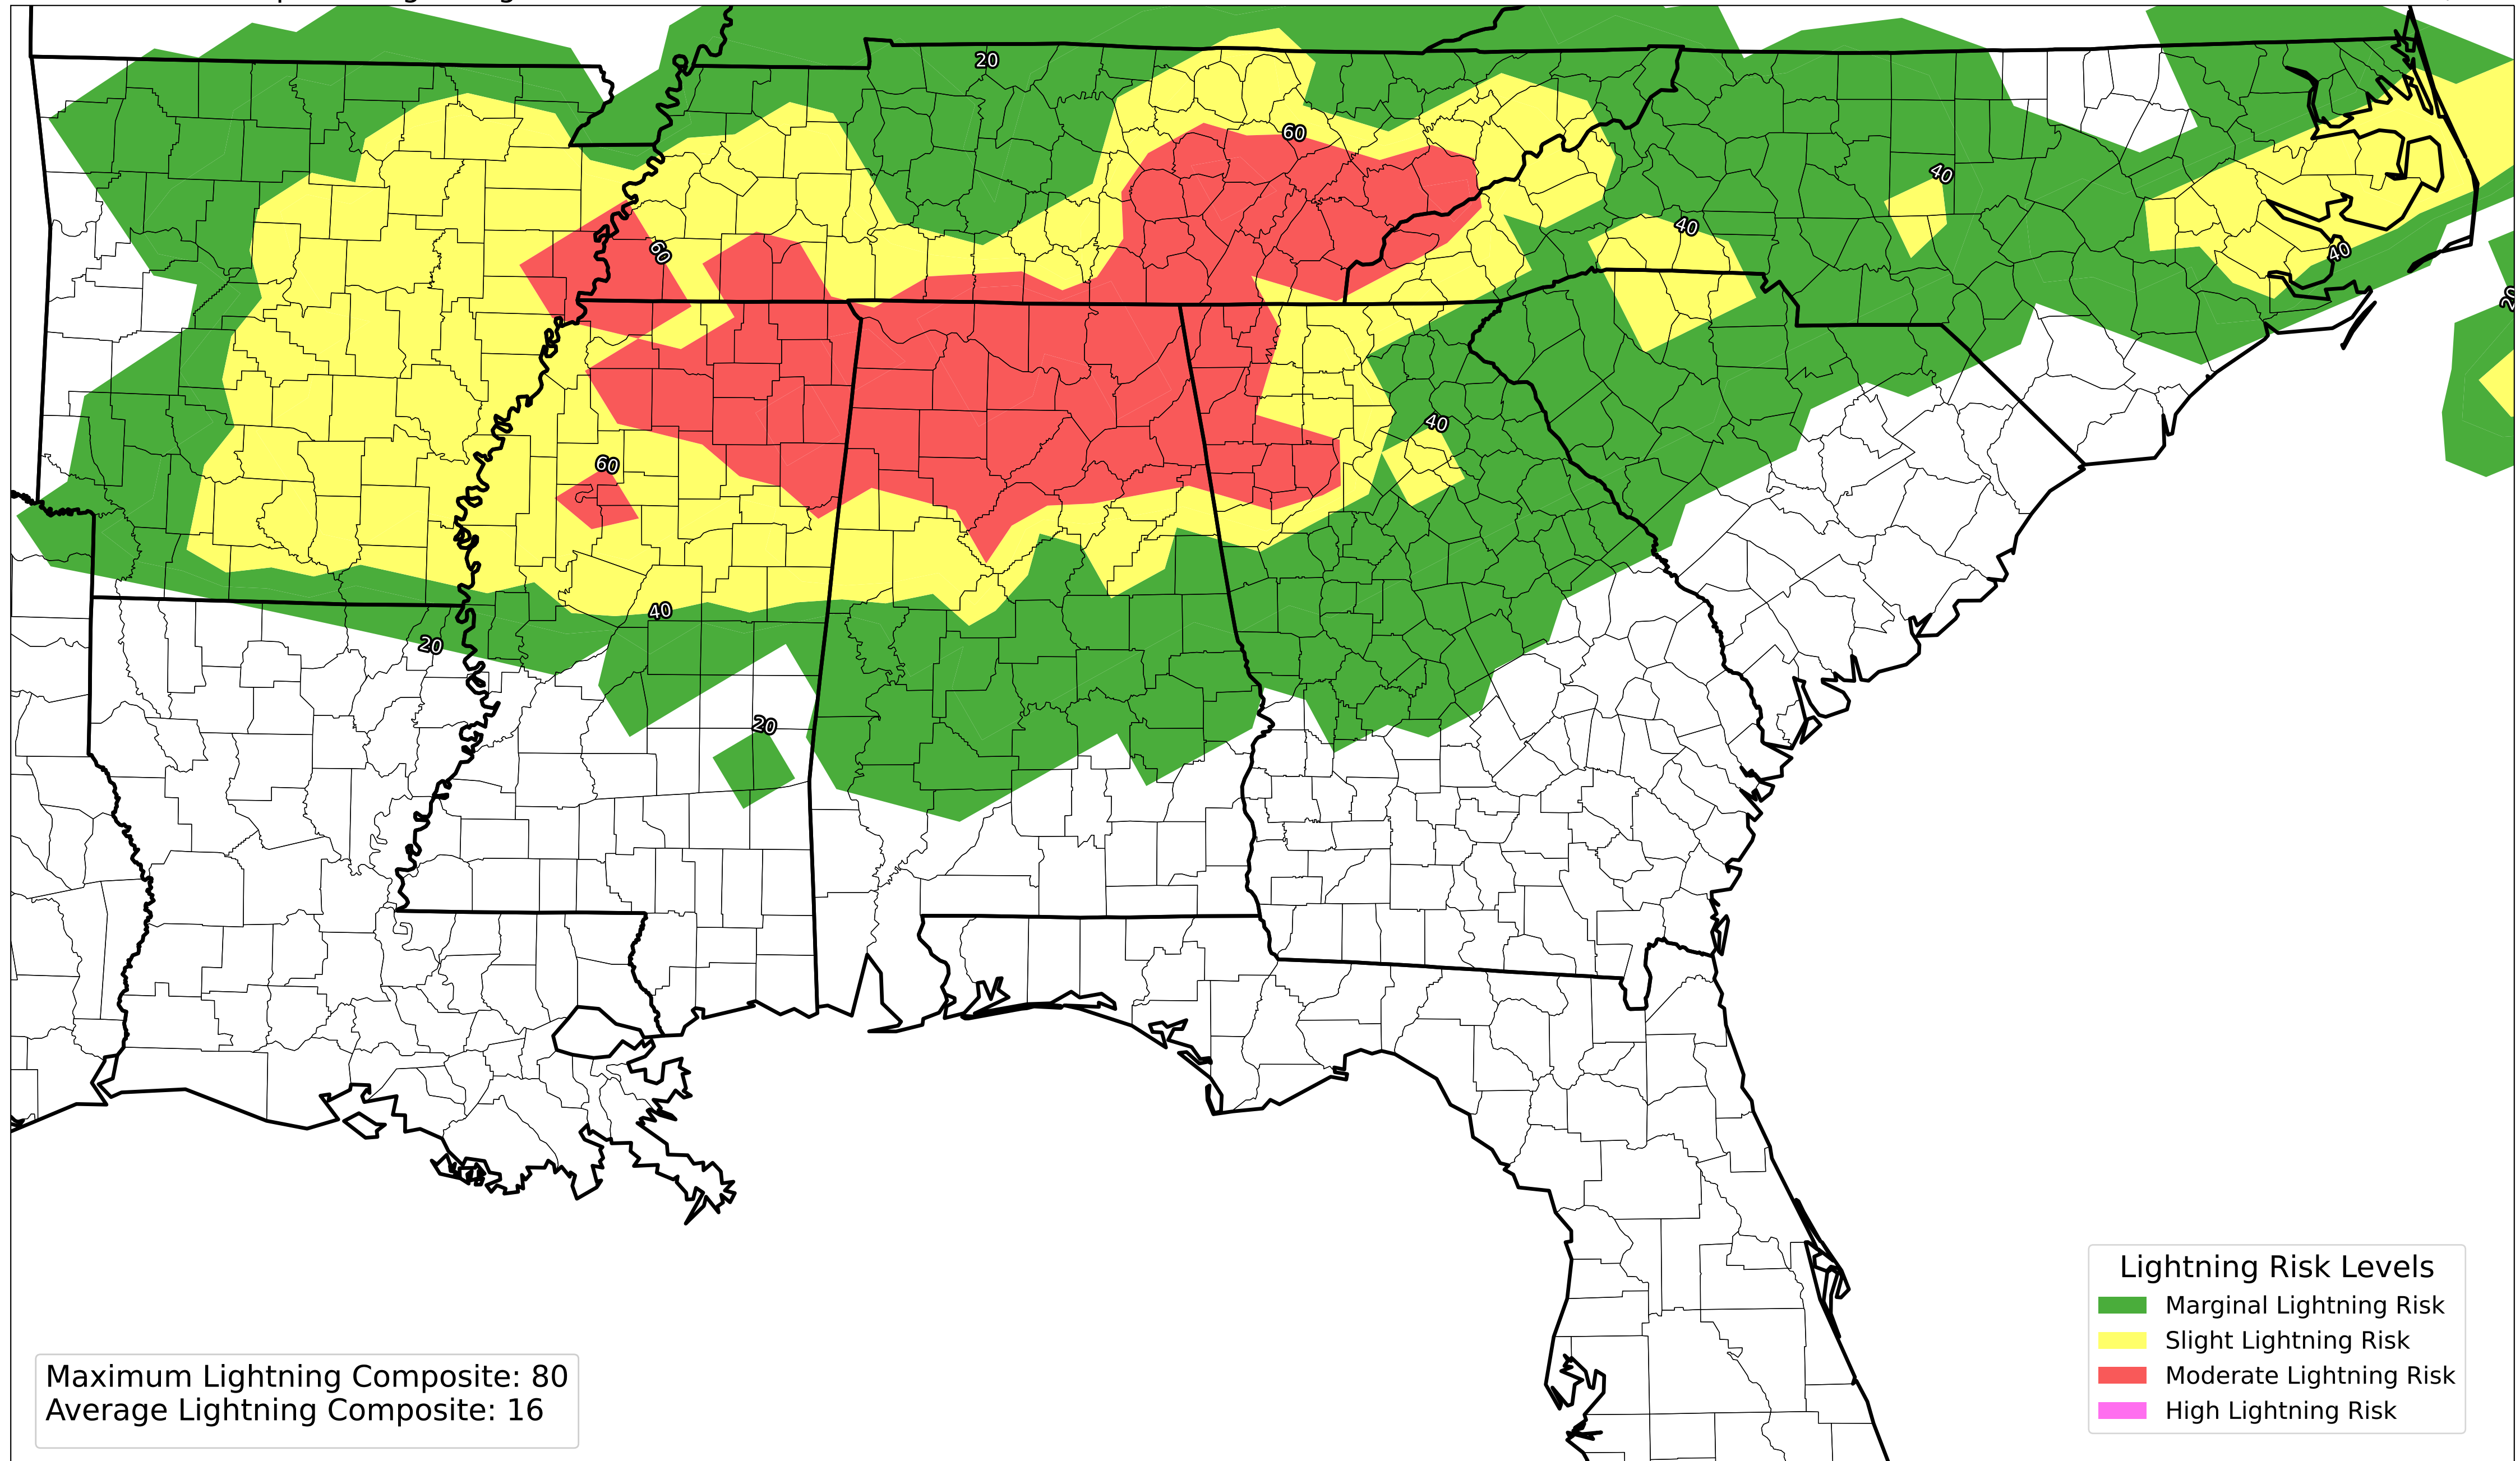 20
60
40
40
60
40
20
40
60
40
20
20
Lightning Risk Levels
Marginal Lightning Risk
Slight Lightning Risk
Moderate Lightning Risk
High Lightning Risk
Maximum Lightning Composite: 80
Average Lightning Composite: 16